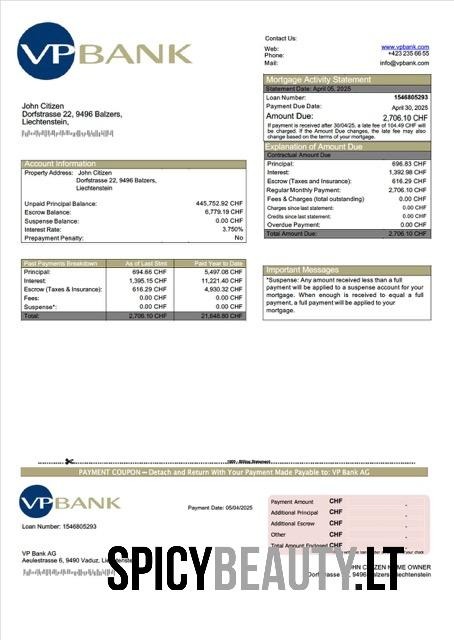 VP BANK
Contact Us:
Web: www.vpbank.com
Phone: +423 235 66 55
Mail: info@vpbank.com
Mortgage Activity Statement
Statement Date: April 05, 2025
Loan Number: 1546805293
Payment Due Date: April 30, 2025
Amount Due: 2,706.10 CHF
If payment is received after 30/04/25, a late fee of 104.49 CHF will
be charged. If the Amount Due changes, the late fee may also
change based on the terms of your mortgage.
John Citizen
Dorfstrasse 22, 9496 Balzers,
Liechtenstein,
Explanation of Amount Due
Contractual Amount Due
Principal: 696.83 CHF
Interest: 1,392.98 CHF
Escrow (Taxes and Insurance): 616.29 CHF
Regular Monthly Payment: 2,706.10 CHF
Fees & Charges (total outstanding) 0.00 CHF
Charges since last statement: 0.00 CHF
Credits since last statement: 0.00 CHF
Overdue Payment: 0.00 CHF
Total Amount Due: 2,706.10 CHF
Account Information
Property Address: John Citizen
Dorfstrasse 22, 9496 Balzers,
Liechtenstein
Unpaid Principal Balance: 445,752.92 CHF
Escrow Balance: 6,779.19 CHF
Suspense Balance: 0.00 CHF
Interest Rate: 3.750%
Prepayment Penalty: No
Past Payments Breakdown As of Last Stmt Paid Year to Date
Principal: 694.66 CHF 5,497.08 CHF
Interest: 1,395.15 CHF 11,221.40 CHF
Escrow (Taxes & Insurance): 616.29 CHF 4,930.32 CHF
Fees: 0.00 CHF 0.00 CHF
Suspense*: 0.00 CHF 0.00 CHF
Total: 2,706.10 CHF 21,648.80 CHF
Important Messages
*Suspense: Any amount received less than a full
payment will be applied to a suspense account for your
mortgage. When enough is received to equal a full
payment, a full payment will be applied to your
mortgage.
Billing Statement
PAYMENT COUPON – Detach and Return With Your Payment Made Payable to: VP Bank AG
VP BANK
Payment Date: 05/04/2025
Loan Number: 1546805293
Payment Amount CHF
Additional Principal CHF
Additional Escrow CHF
Other CHF
Total Amount Enclosed CHF
VP Bank AG
Aeulestrasse 6, 9490 Vaduz, Liechtenstein
JOHN CITIZEN HOME OWNER
Dorfstrasse 22, 9496 Balzers, Liechtenstein
SPICYBEAUTY.LT